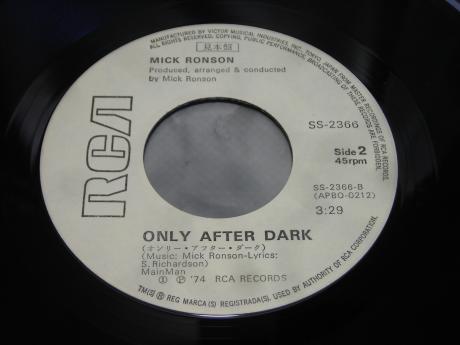 MANUFACTURED BY VICTOR MUSICAL INDUSTRIES, INC. TOKYO, JAPAN FROM MASTER RECORDINGS OF RCA RECORDS.
ALL RIGHTS RESERVED. COPYING, PUBLIC PERFORMANCE, BROADCASTING OF THESE RECORDS ARE FORBIDDEN.
見本盤
MICK RONSON
Produced, arranged & conducted
by Mick Ronson
RCA
SS-2366
Side 2
45rpm
SS-2366-B
(APBO-0212)
3:29
ONLY AFTER DARK
(オンリー・アフター・ダーク)
(Music: Mick Ronson-Lyrics:
S.Richardson)
MainMan
Ⓟ '74 RCA RECORDS
TM(S) ® REG MARCA(S) REGISTRADA(S). USED BY AUTHORITY OF RCA CORPORATION.